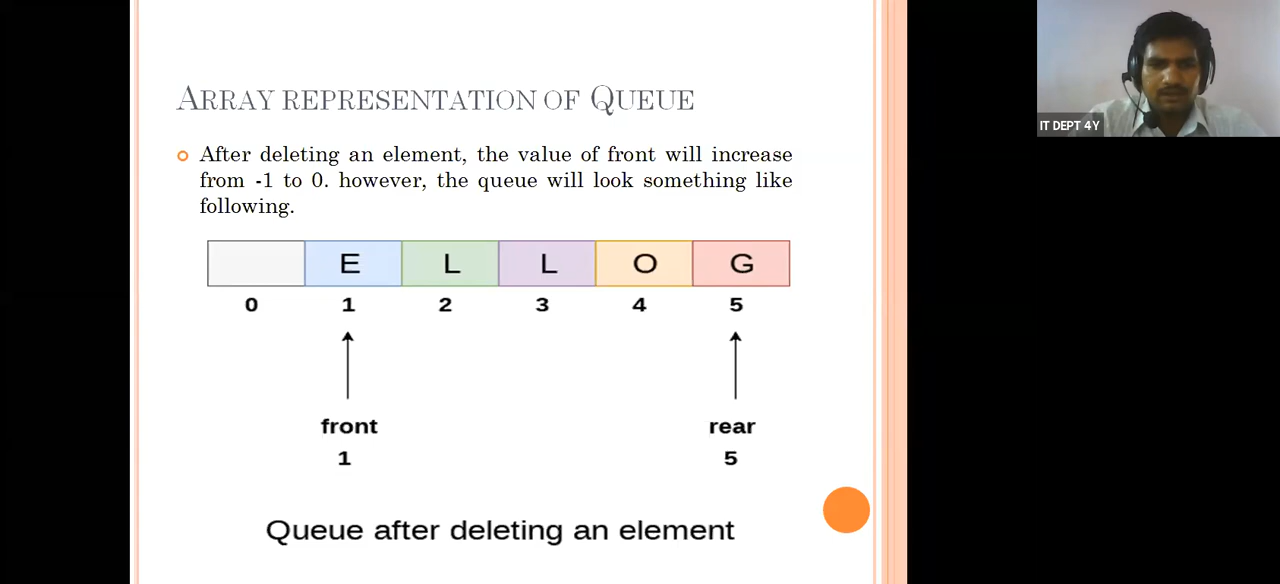 ARRAY REPRESENTATION OF QUEUE
After deleting an element, the value of front will increase
from -1 to 0. however, the queue will look something like
following.
E L L O G
0 1 2 3 4 5
front rear
1 5
Queue after deleting an element
IT DEPT 4Y